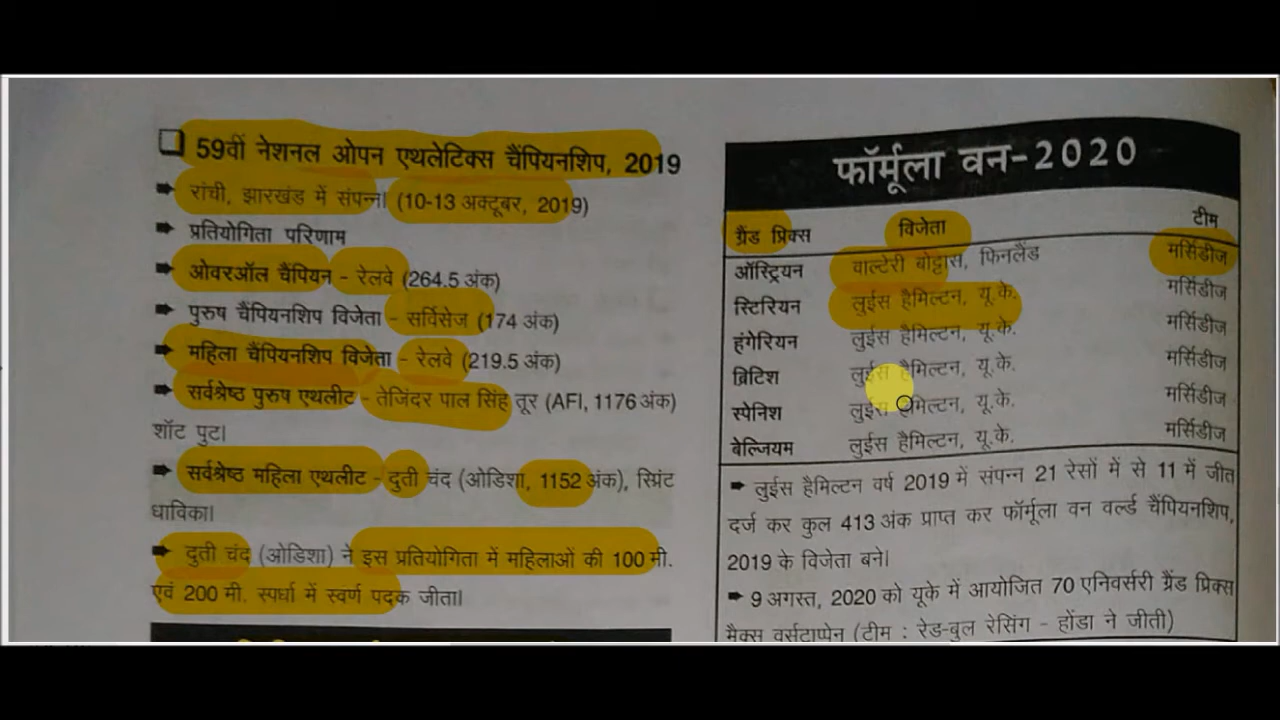 59वीं नेशनल ओपन एथलेटिक्स चैंपियनशिप, 2019
रांची, झारखंड में संपन्न। (10-13 अक्टूबर, 2019)
प्रतियोगिता परिणाम
ओवरऑल चैंपियन - रेलवे (264.5 अंक)
पुरुष चैंपियनशिप विजेता - सर्विसेज (174 अंक)
महिला चैंपियनशिप विजेता - रेलवे (219.5 अंक)
सर्वश्रेष्ठ पुरुष एथलीट - तेजिंदर पाल सिंह तूर (AFI, 1176 अंक)
शॉट पुट।
सर्वश्रेष्ठ महिला एथलीट - दुती चंद (ओडिशा, 1152 अंक), स्प्रिंट
धाविका।
दुती चंद (ओडिशा) ने इस प्रतियोगिता में महिलाओं की 100 मी.
एवं 200 मी. स्पर्धा में स्वर्ण पदक जीता।
फॉर्मूला वन-2020
ग्रैंड प्रिक्स विजेता टीम
ऑस्ट्रियन वाल्टेरी बोट्टास, फिनलैंड मर्सिडीज
स्टिरियन लुईस हैमिल्टन, यू.के. मर्सिडीज
हंगेरियन लुईस हैमिल्टन, यू.के. मर्सिडीज
ब्रिटिश लुईस हैमिल्टन, यू.के. मर्सिडीज
स्पेनिश लुईस हैमिल्टन, यू.के. मर्सिडीज
बेल्जियम लुईस हैमिल्टन, यू.के. मर्सिडीज
लुईस हैमिल्टन वर्ष 2019 में संपन्न 21 रेसों में से 11 में जीत
दर्ज कर कुल 413 अंक प्राप्त कर फॉर्मूला वन वर्ल्ड चैंपियनशिप,
2019 के विजेता बने।
9 अगस्त, 2020 को यूके में आयोजित 70 एनिवर्सरी ग्रैंड प्रिक्स
मैक्स वर्सटाप्पेन (टीम : रेड-बुल रेसिंग - होंडा ने जीती)